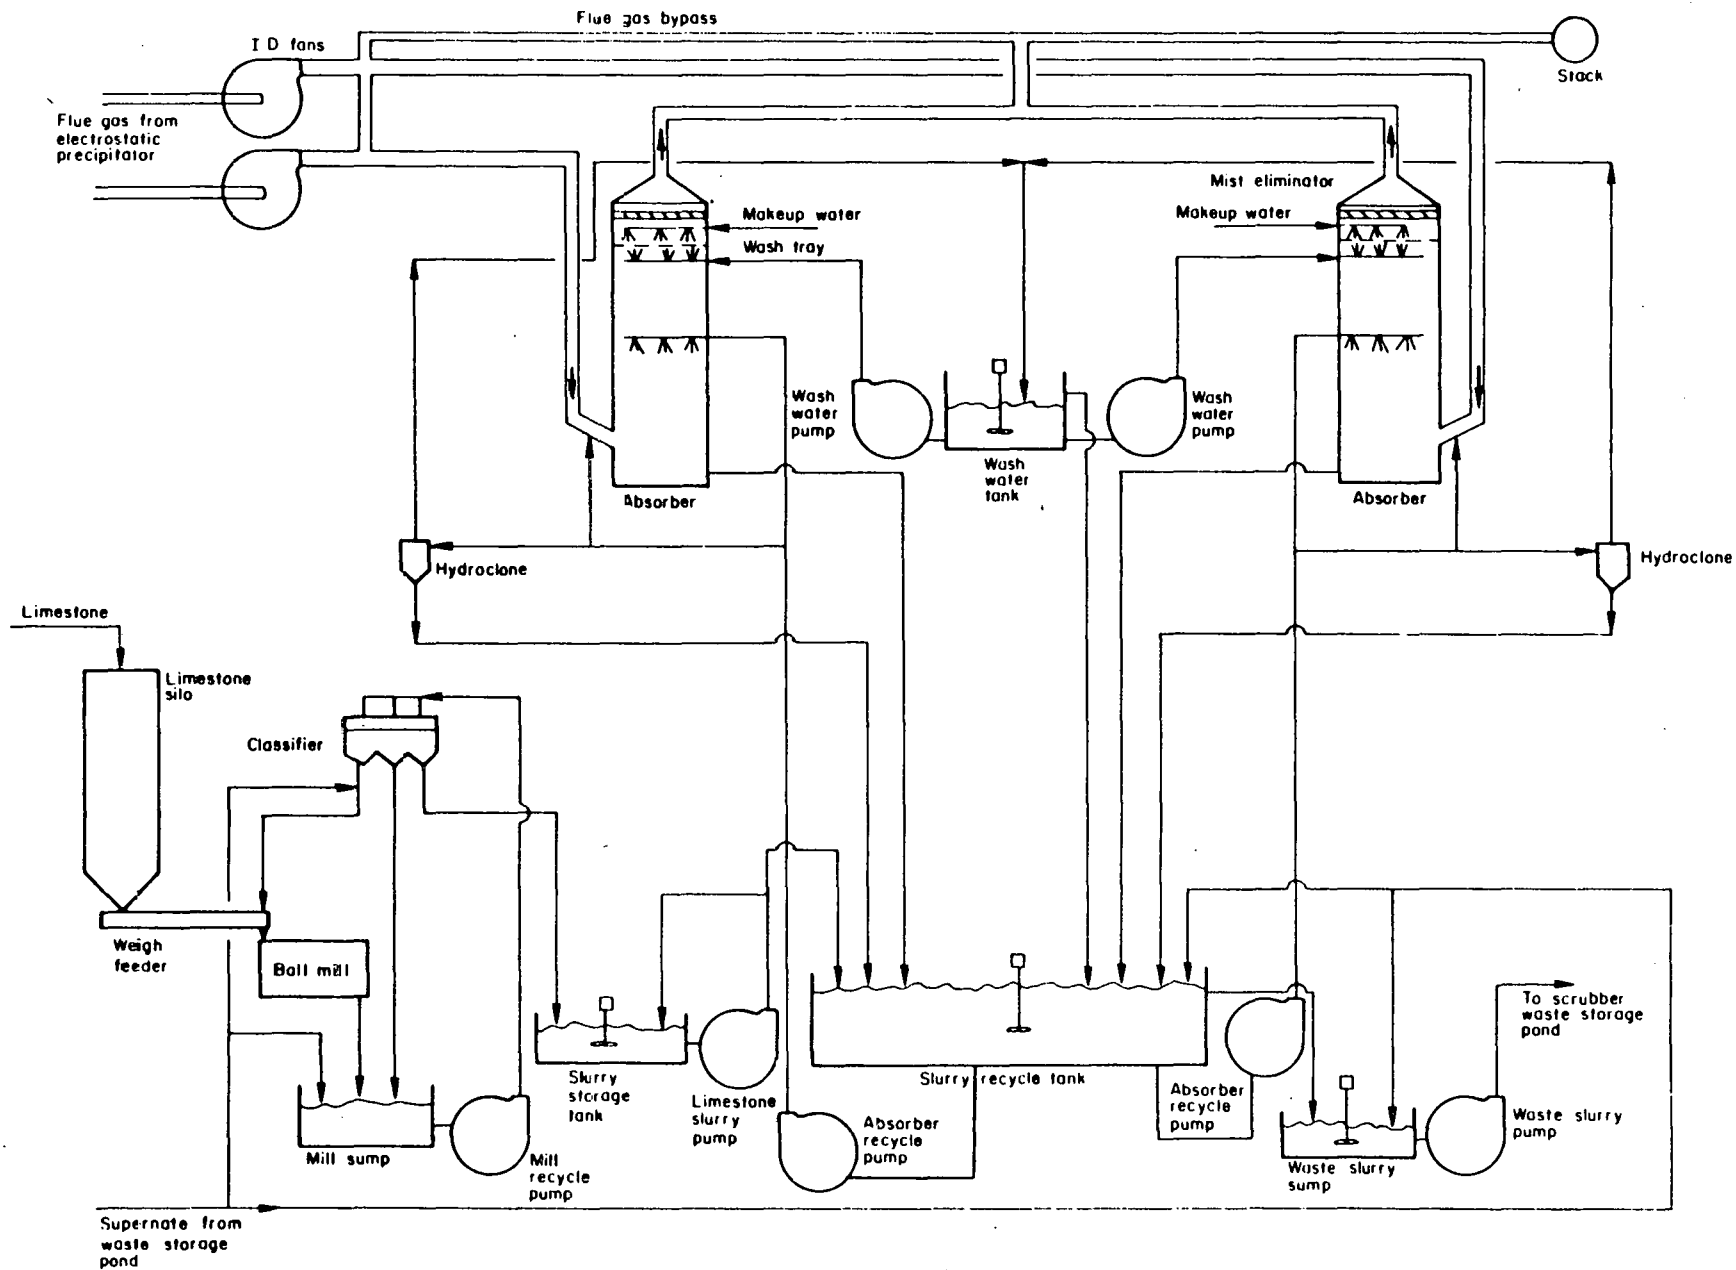 Flue gas bypass
I D fans
Stack
Flue gas from
electrostatic
precipitator
Mist eliminator
Makeup water
Makeup water
Wash tray
Wash
water
pump
Wash
water
pump
Wash
water
tank
Absorber
Absorber
Hydroclone
Hydroclone
Limestone
Limestone
silo
Classifier
Weigh
feeder
Ball mill
To scrubber
waste storage
pond
Slurry
storage
tank
Slurry recycle tank
Limestone
slurry
pump
Absorber
recycle
pump
Absorber
recycle
pump
Waste slurry
pump
Mill sump
Mill
recycle
pump
Waste slurry
sump
Supernate from
waste storage
pond